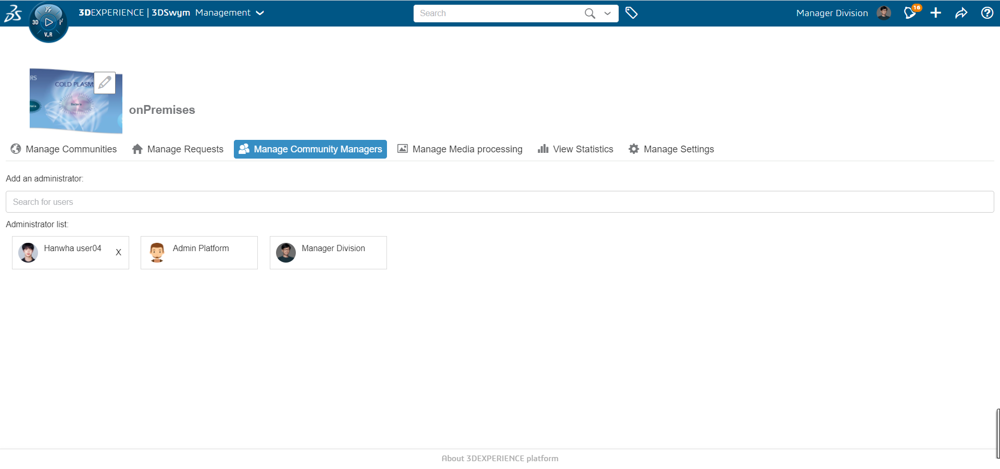 3DEXPERIENCE | 3DSwym Management
Search
Manager Division
16
3D
V.R
RS
COLD PLASM
onPremises
Manage Communities
Manage Requests
Manage Community Managers
Manage Media processing
View Statistics
Manage Settings
Add an administrator:
Search for users
Administrator list:
Hanwha user04
X
Admin Platform
Manager Division
About 3DEXPERIENCE platform